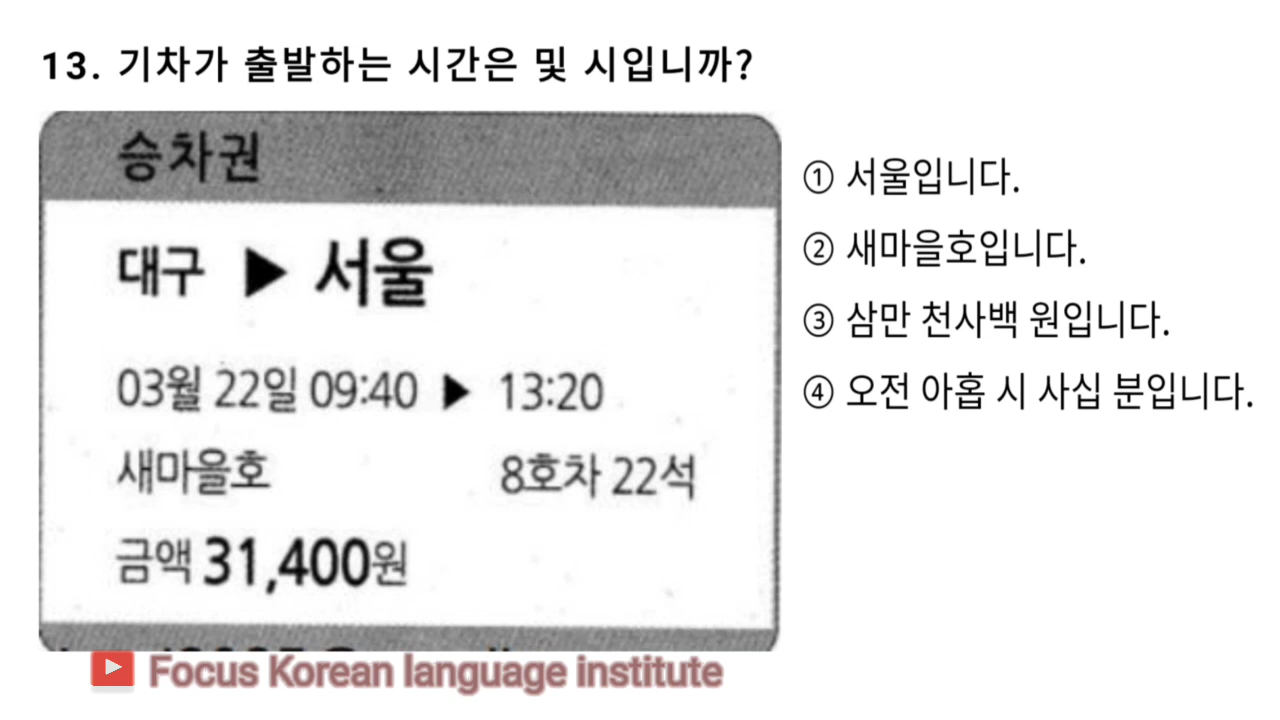 13. 기차가 출발하는 시간은 및 시입니까?
승차권
대구 ▶ 서울
03월 22일 09:40 ▶ 13:20
새마을호 8호차 22석
금액 31,400원
① 서울입니다.
② 새마을호입니다.
③ 삼만 천사백 원입니다.
④ 오전 아홉 시 사십 분입니다.
Focus Korean language institute